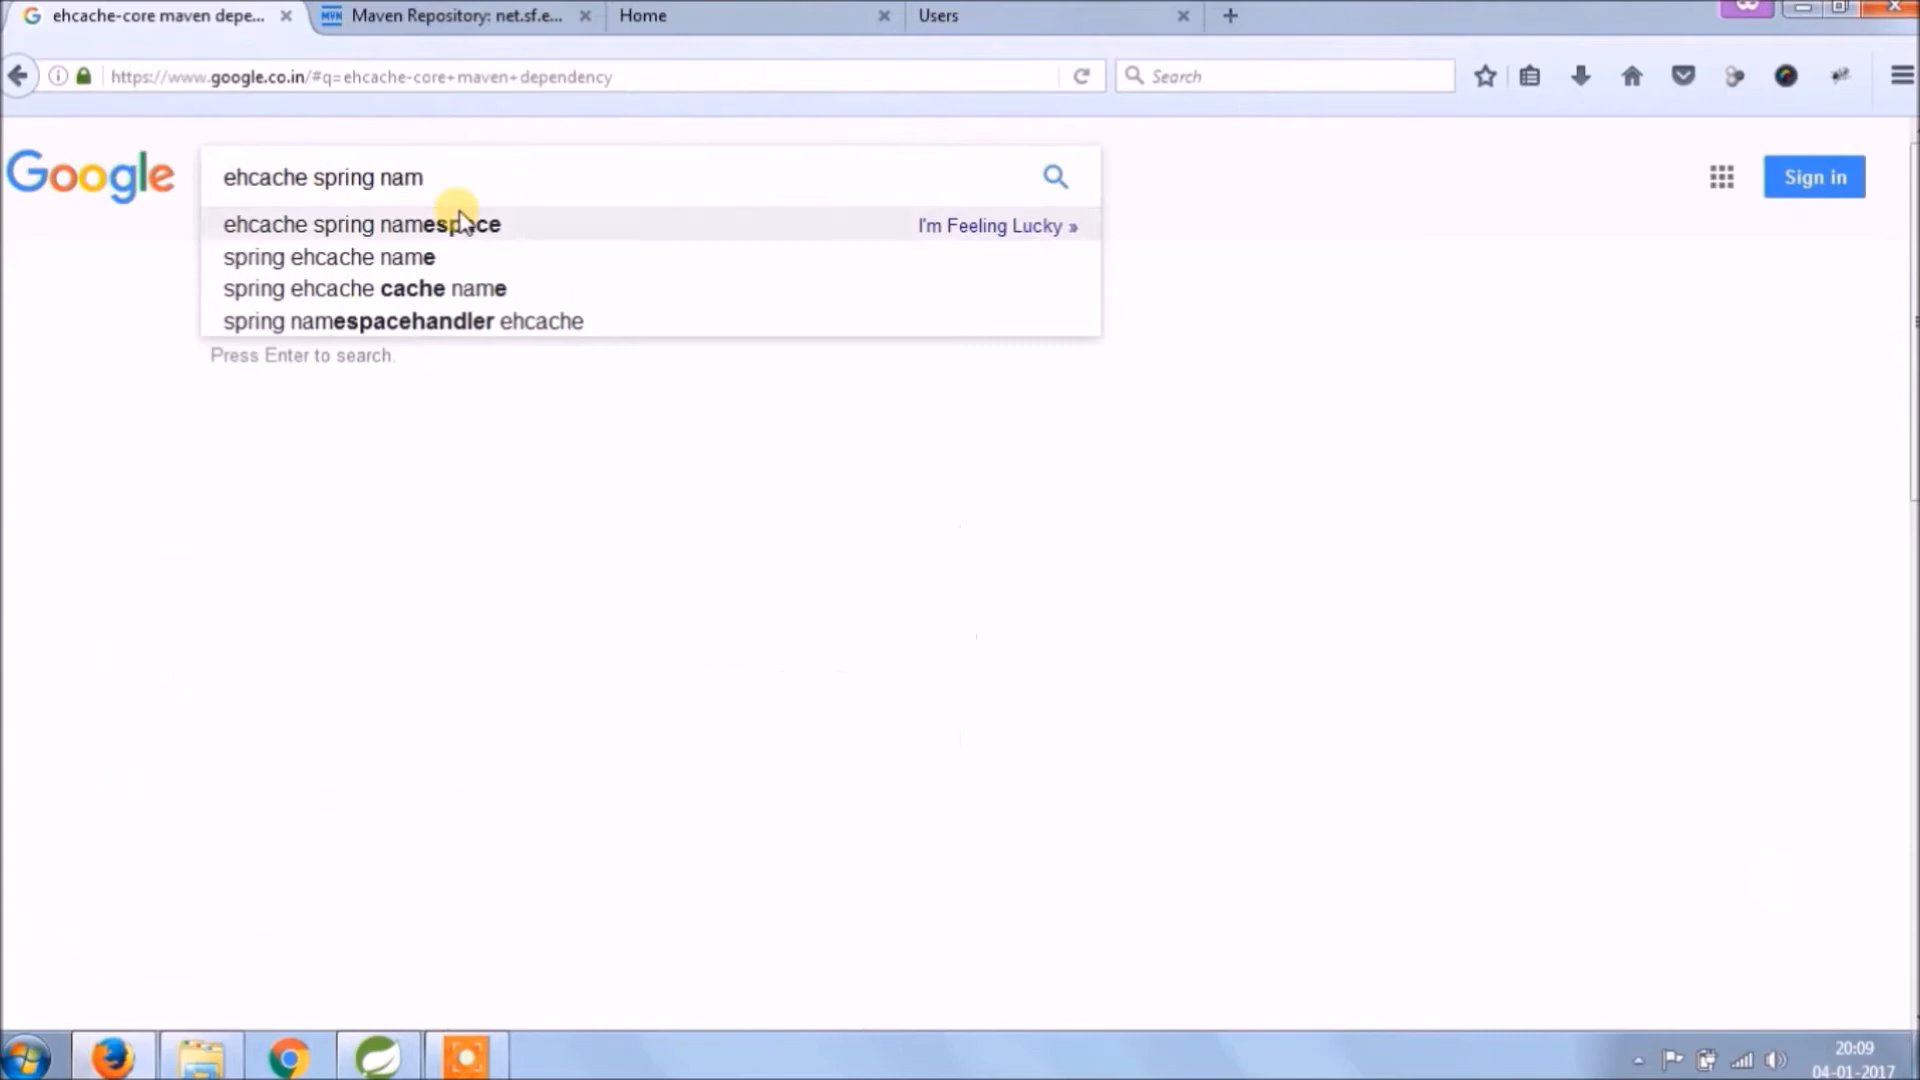 ehcache-core maven depe...
Maven Repository: net.sf.e...
Home
Users
https://www.google.co.in/#q=ehcache-core+maven+dependency
Search
Google
ehcache spring nam
Sign in
ehcache spring namespace
I'm Feeling Lucky »
spring ehcache name
spring ehcache cache name
spring namespacehandler ehcache
Press Enter to search.
20:09
04-01-2017